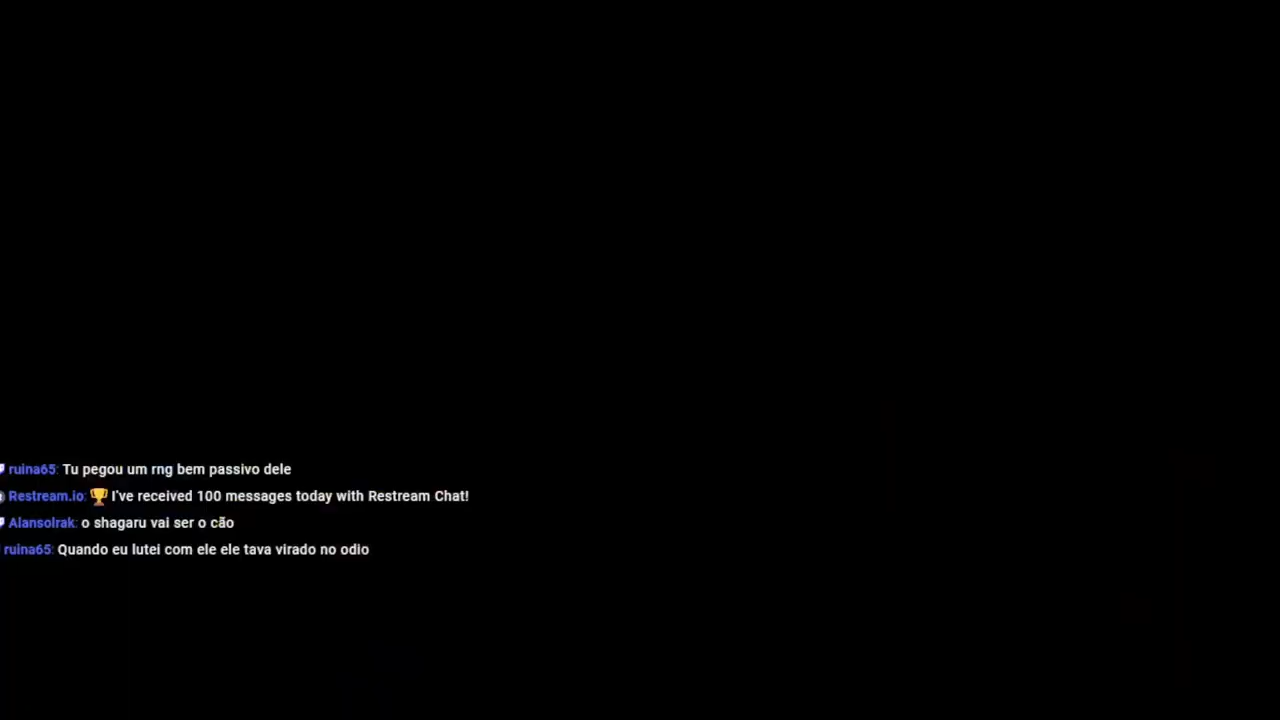 ruina65: Tu pegou um rng bem passivo dele
Restream.io: 🏆 I've received 100 messages today with Restream Chat!
Alansolrak: o shagaru vai ser o cão
ruina65: Quando eu lutei com ele ele tava virado no odio